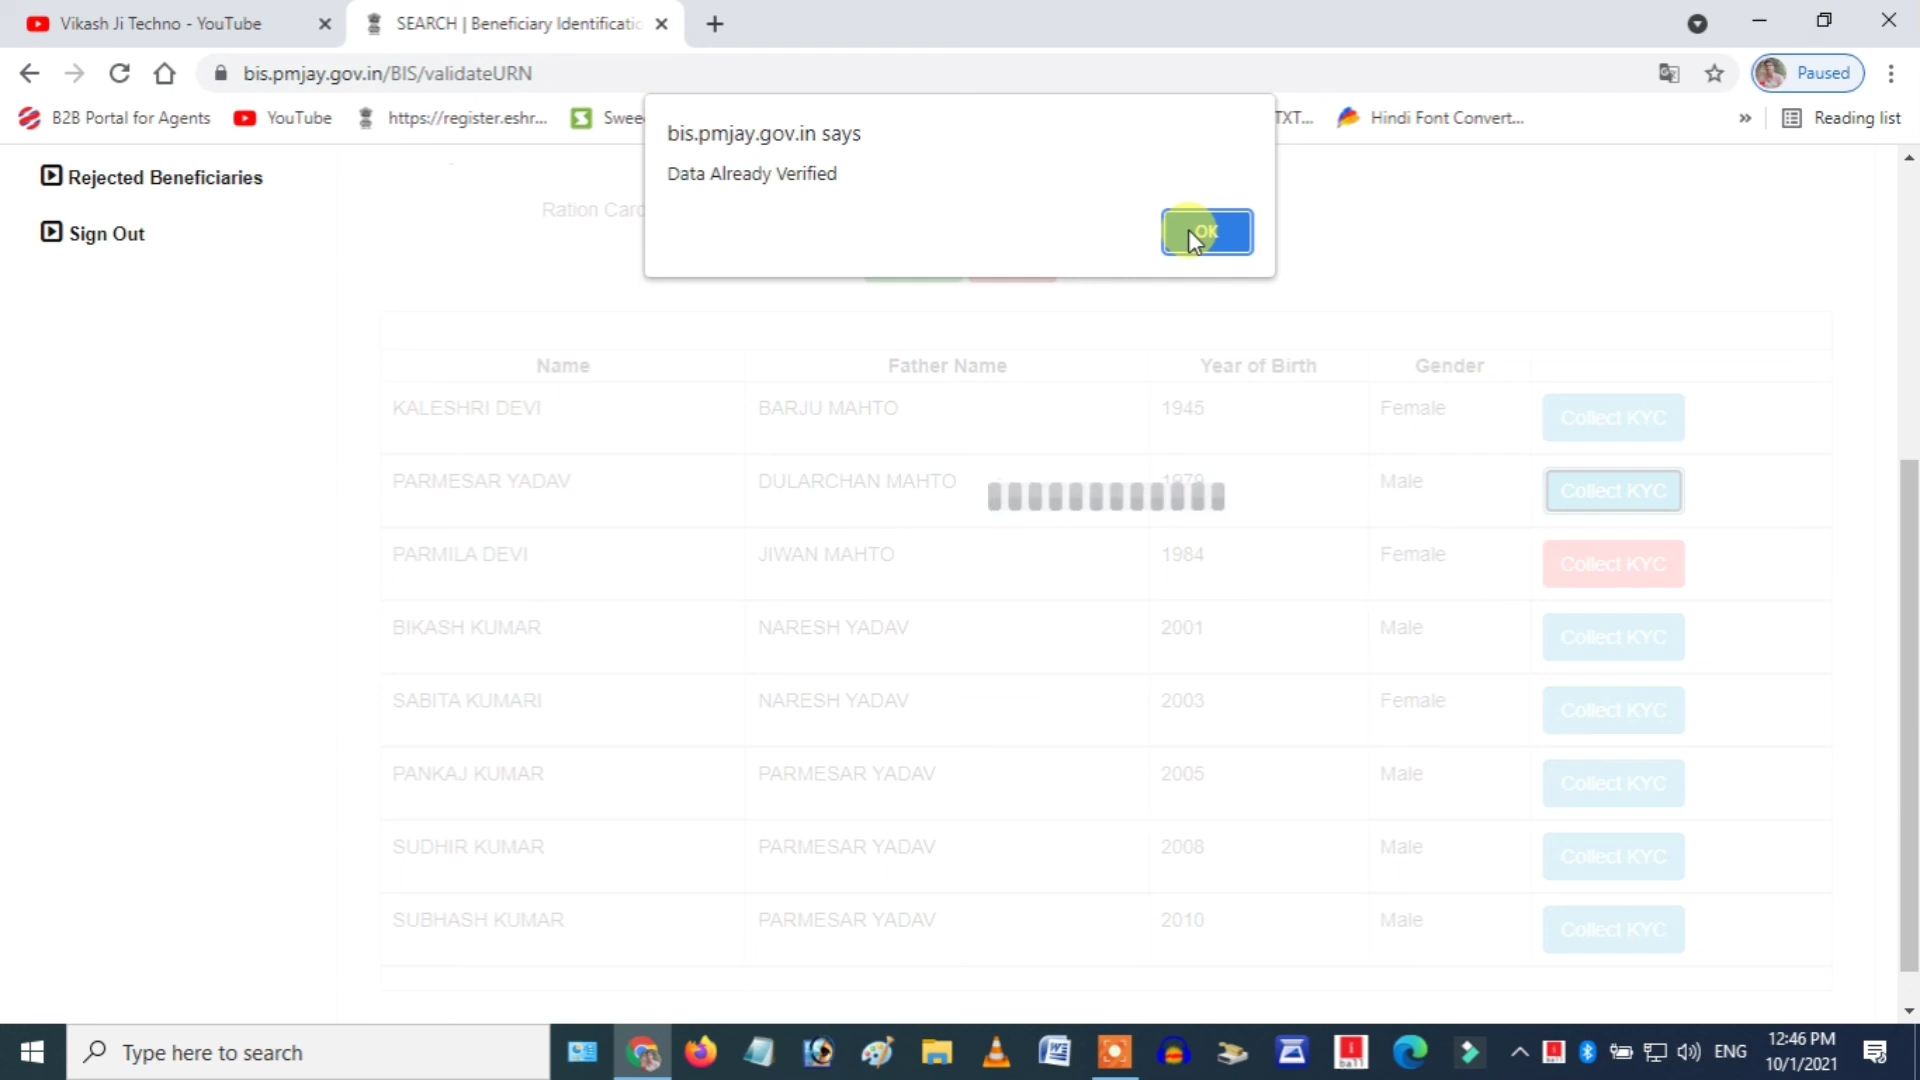 Vikash Ji Techno - YouTube
SEARCH | Beneficiary Identificatio
bis.pmjay.gov.in/BIS/validateURN
Paused
B2B Portal for Agents
YouTube
https://register.eshr...
TXT...
Hindi Font Convert...
»
Reading list
bis.pmjay.gov.in says
Data Already Verified
OK
Rejected Beneficiaries
Sign Out
Ration Card
Name Father Name Year of Birth Gender
KALESHRI DEVI BARJU MAHTO 1945 Female Collect KYC
PARMESAR YADAV DULARCHAN MAHTO 1979 Male Collect KYC
PARMILA DEVI JIWAN MAHTO 1984 Female Collect KYC
BIKASH KUMAR NARESH YADAV 2001 Male Collect KYC
SABITA KUMARI NARESH YADAV 2003 Female Collect KYC
PANKAJ KUMAR PARMESAR YADAV 2005 Male Collect KYC
SUDHIR KUMAR PARMESAR YADAV 2008 Male Collect KYC
SUBHASH KUMAR PARMESAR YADAV 2010 Male Collect KYC
Type here to search
ENG
12:46 PM
10/1/2021